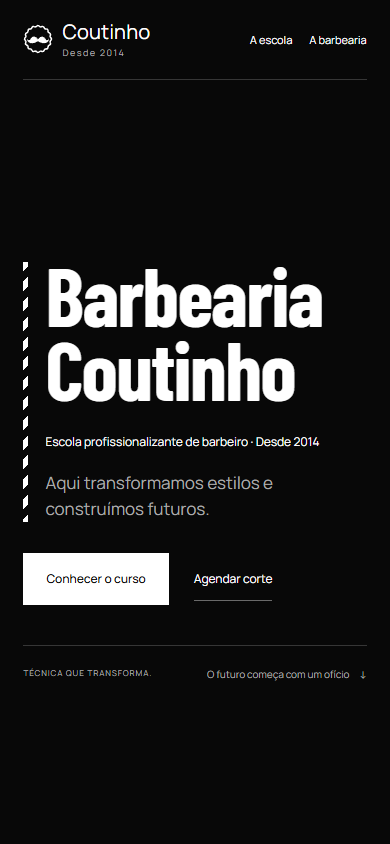 Coutinho
Desde 2014
A escola
A barbearia
Barbearia
Coutinho
Escola profissionalizante de barbeiro · Desde 2014
Aqui transformamos estilos e
construímos futuros.
Conhecer o curso
Agendar corte
TÉCNICA QUE TRANSFORMA.
O futuro começa com um ofício ↓